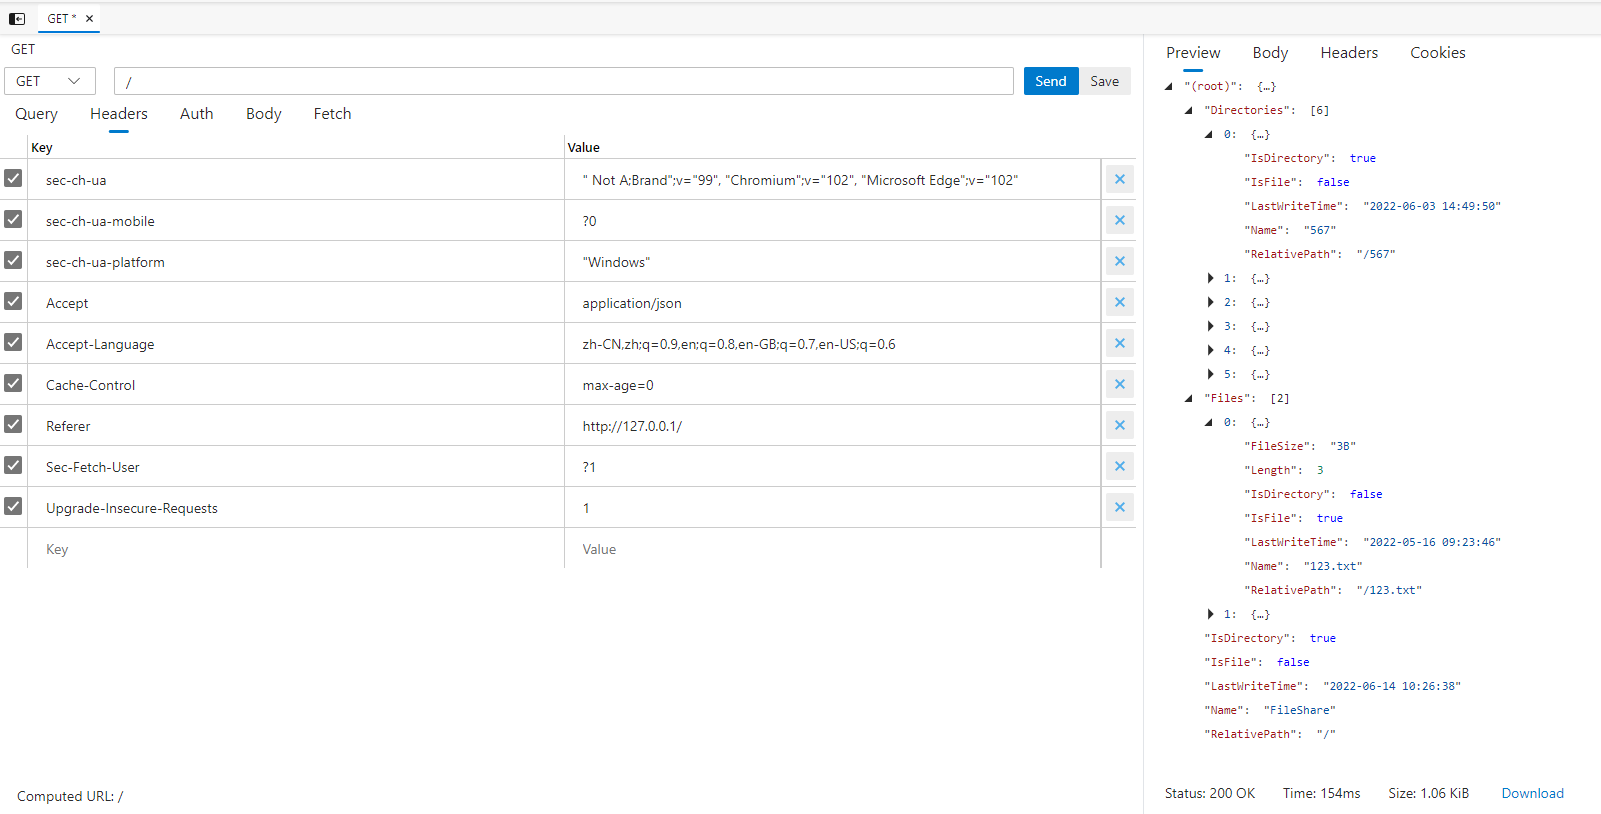 GET *
GET
GET
/
Send
Save
Query
Headers
Auth
Body
Fetch
Key
Value
sec-ch-ua
" Not A;Brand";v="99", "Chromium";v="102", "Microsoft Edge";v="102"
sec-ch-ua-mobile
?0
sec-ch-ua-platform
"Windows"
Accept
application/json
Accept-Language
zh-CN,zh;q=0.9,en;q=0.8,en-GB;q=0.7,en-US;q=0.6
Cache-Control
max-age=0
Referer
http://127.0.0.1/
Sec-Fetch-User
?1
Upgrade-Insecure-Requests
1
Key
Value
Computed URL: /
Preview
Body
Headers
Cookies
"(root)": {…}
"Directories": [6]
0: {…}
"IsDirectory": true
"IsFile": false
"LastWriteTime": "2022-06-03 14:49:50"
"Name": "567"
"RelativePath": "/567"
1: {…}
2: {…}
3: {…}
4: {…}
5: {…}
"Files": [2]
0: {…}
"FileSize": "3B"
"Length": 3
"IsDirectory": false
"IsFile": true
"LastWriteTime": "2022-05-16 09:23:46"
"Name": "123.txt"
"RelativePath": "/123.txt"
1: {…}
"IsDirectory": true
"IsFile": false
"LastWriteTime": "2022-06-14 10:26:38"
"Name": "FileShare"
"RelativePath": "/"
Status: 200 OK
Time: 154ms
Size: 1.06 KiB
Download